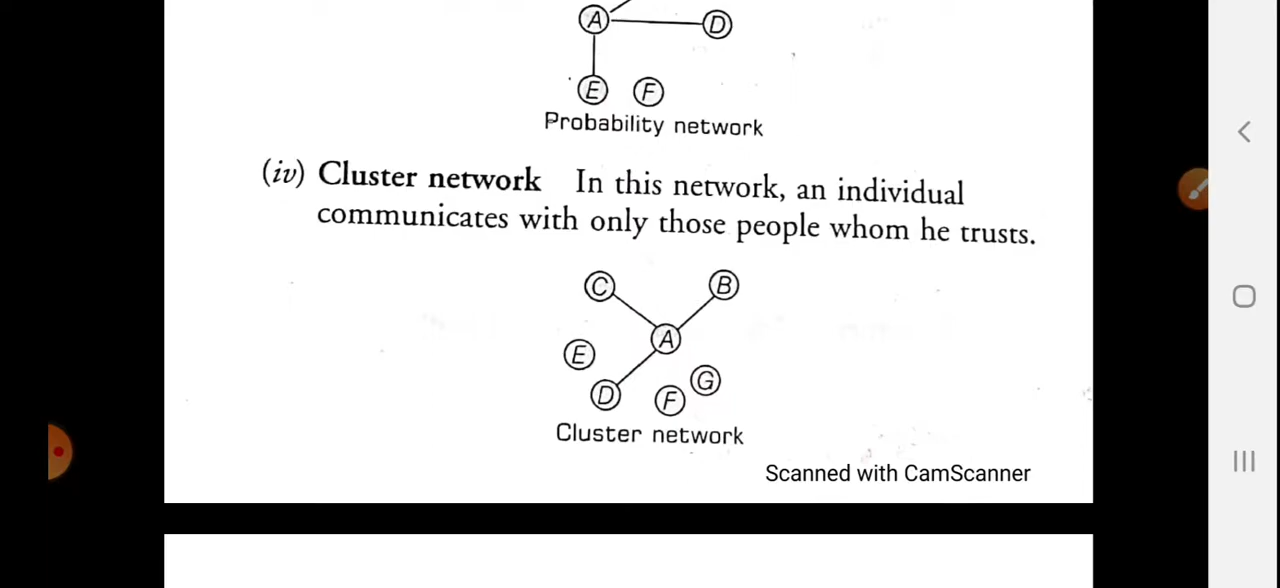 A D
E F
Probability network
(iv) Cluster network In this network, an individual
communicates with only those people whom he trusts.
C B
A
E
G
D F
Cluster network
Scanned with CamScanner